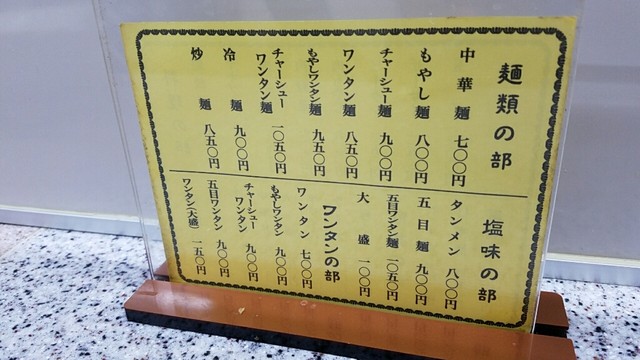 麺類の部
中華麺 七〇〇円
もやし麺 八〇〇円
チャーシュー麺 九〇〇円
ワンタン麺 八五〇円
もやしワンタン麺 九五〇円
チャーシューワンタン麺 一〇五〇円
冷麺 九〇〇円
炒麺 八五〇円
塩味の部
タンメン 八〇〇円
五目麺 九〇〇円
五目ワンタン麺 一〇五〇円
大盛 一〇〇円
ワンタンの部
ワンタン 七〇〇円
もやしワンタン 九〇〇円
チャーシューワンタン 九〇〇円
五目ワンタン 九〇〇円
ワンタン(大盛) 一五〇円